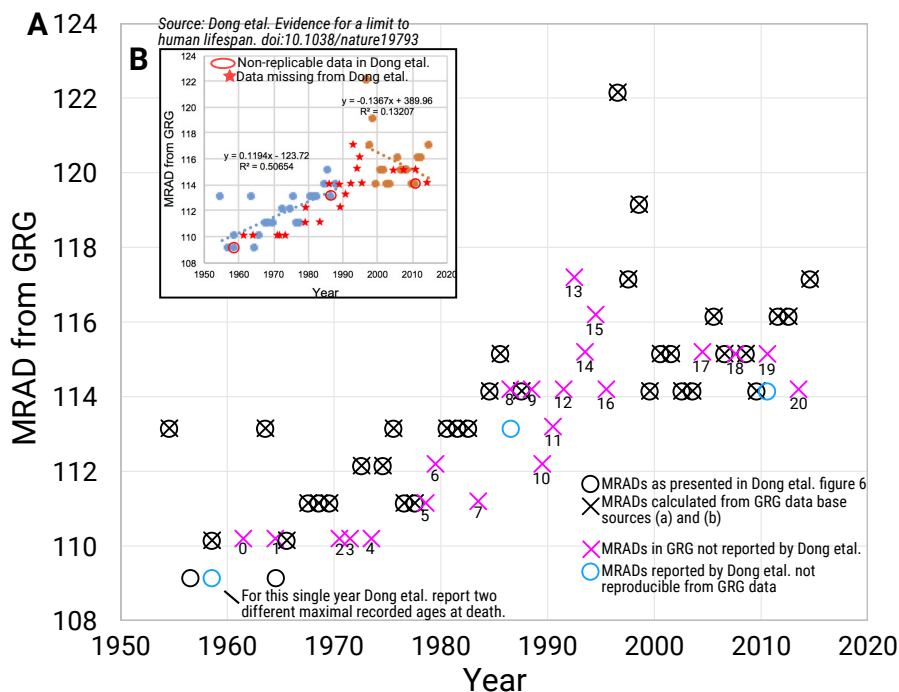 A
124
122
120
118
116
114
112
110
108
MRAD from GRG
1950
1960
1970
1980
1990
2000
2010
2020
Year
Source: Dong etal. Evidence for a limit to
human lifespan. doi:10.1038/nature19793
B
124
122
120
118
116
114
112
110
108
MRAD from GRG
Non-replicable data in Dong etal.
Data missing from Dong etal.
y = -0.1367x + 389.96
R² = 0.13207
y = 0.1194x - 123.72
R² = 0.50654
1950
1960
1970
1980
1990
2000
2010
2020
Year
13
15
14
17
18
19
8
9
12
16
20
11
6
10
5
7
0
1
2
3
4
MRADs as presented in Dong etal. figure 6
MRADs calculated from GRG data base
sources (a) and (b)
MRADs in GRG not reported by Dong etal.
MRADs reported by Dong etal. not
reproducible from GRG data
For this single year Dong etal. report two
different maximal recorded ages at death.